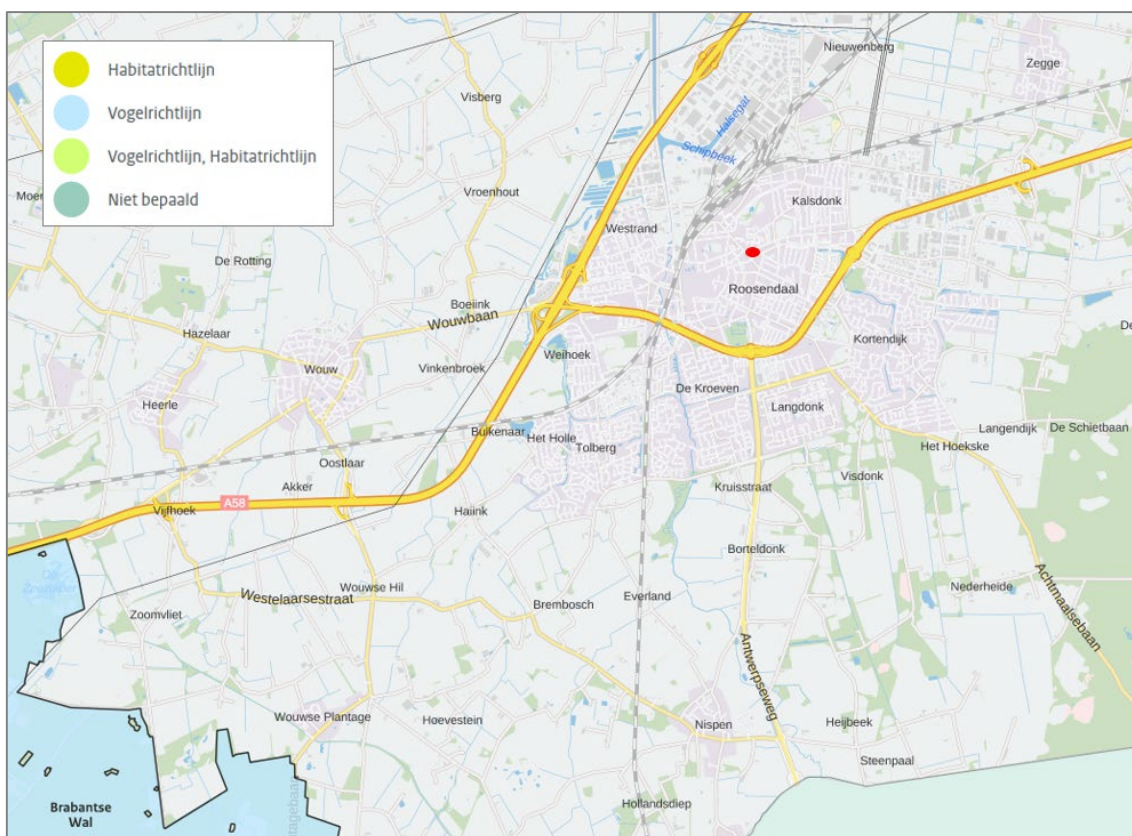 Habitatrichtlijn
Vogelrichtlijn
Vogelrichtlijn, Habitatrichtlijn
Niet bepaald
Nieuwenberg
Zegge
Visberg
Halsegat
Schipbeek
Vroenhout
Kalsdonk
Westrand
De Rotting
Roosendaal
Boeiink
Wouwbaan
Hazelaar
Kortendijk
Weihoek
Wouw
Vinkenbroek
De Kroeven
Heerle
Langdonk
Langendijk
De Schietbaan
Bulkenaar
Het Holle
Tolberg
Het Hoekske
Oostlaar
Visdonk
Akker
Kruisstraat
A58
Vijfhoek
Haiink
Borteldonk
Wouwse Hil
Nederheide
Achtmaalsebaan
Westelaarsestraat
Everland
Brembosch
Zoomvliet
Antwerpseweg
Wouwse Plantage
Hoevestein
Nispen
Heijbeek
Steenpaal
Brabantse
Wal
Hollandsdiep